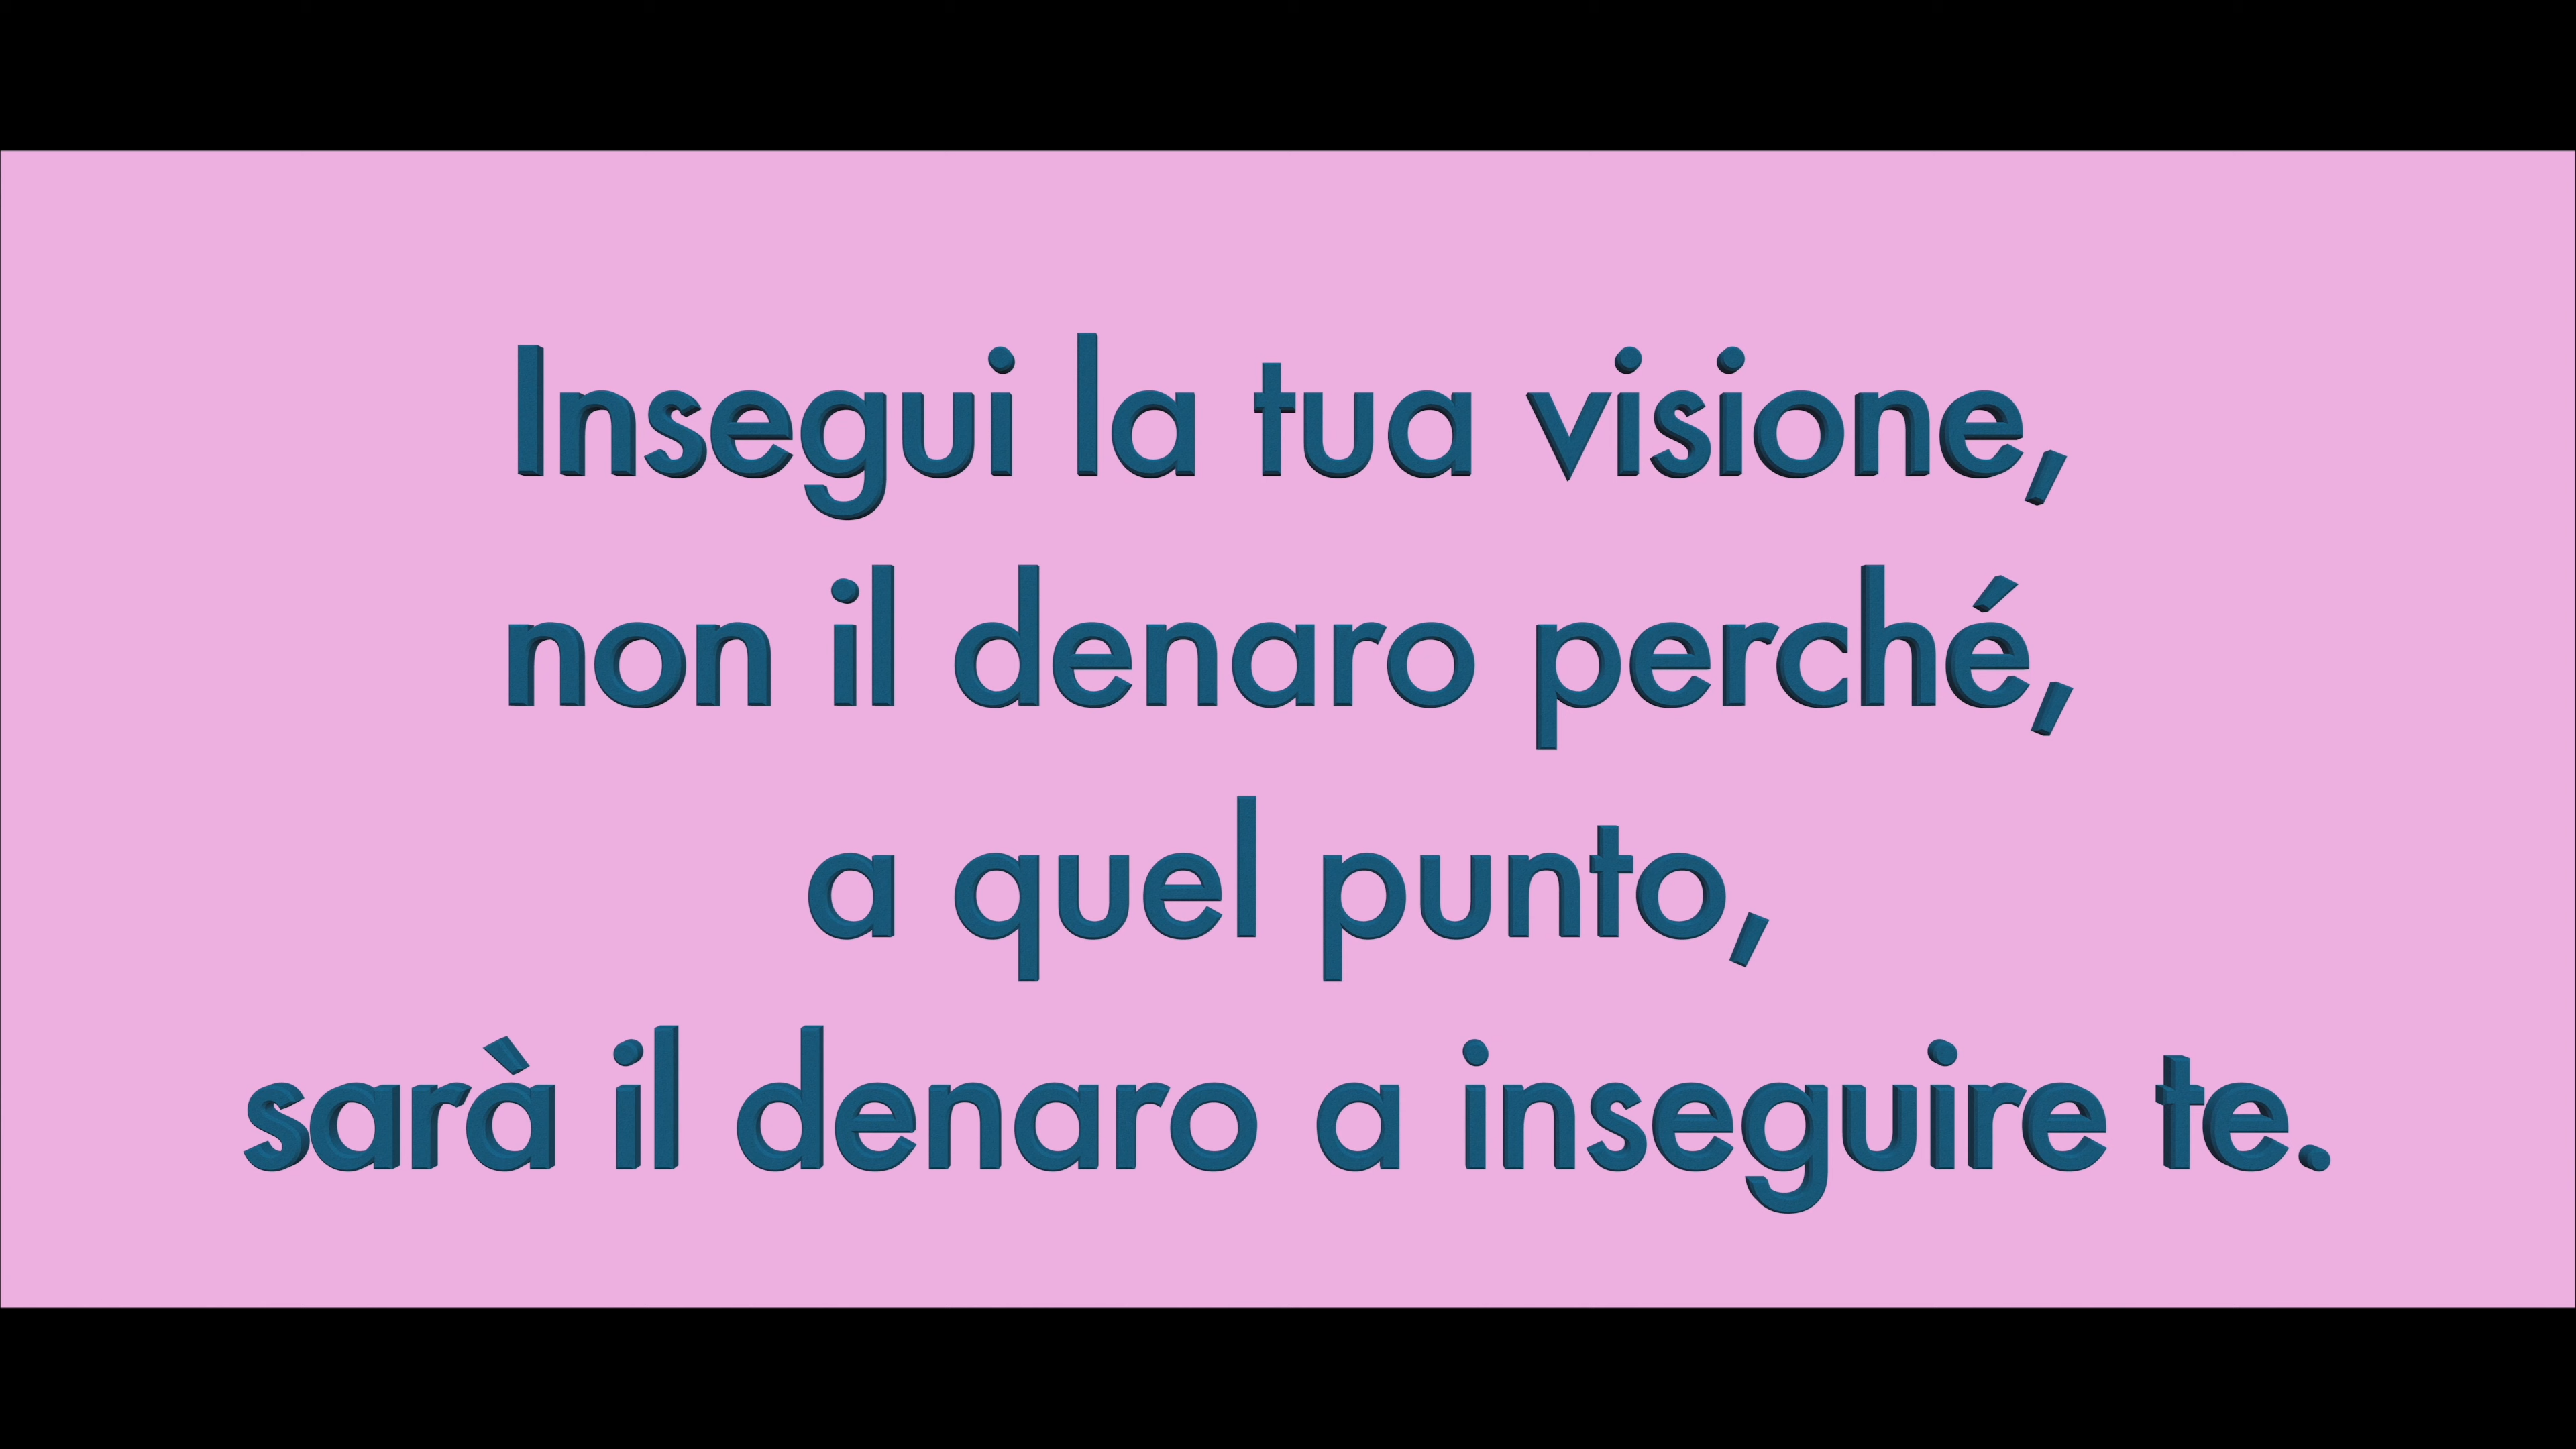 Insegui la tua visione,
non il denaro perché,
a quel punto,
sarà il denaro a inseguire te.